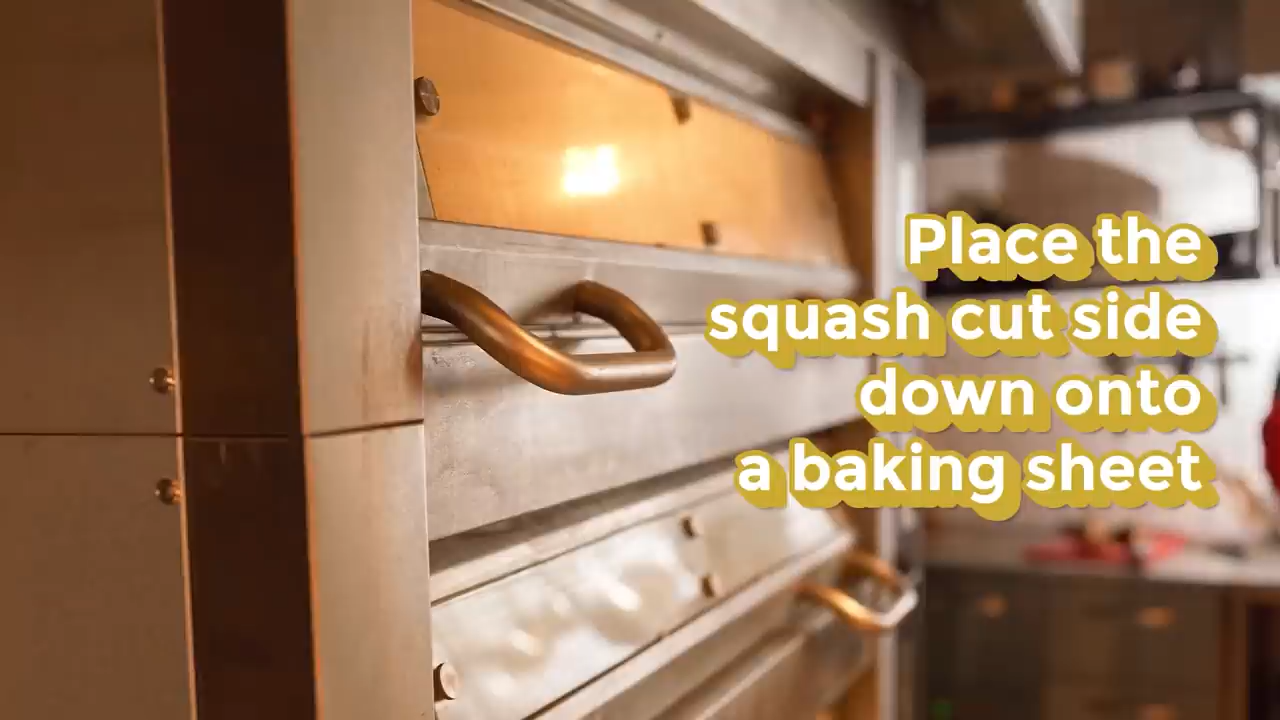 Place the
squash cut side
down onto
a baking sheet